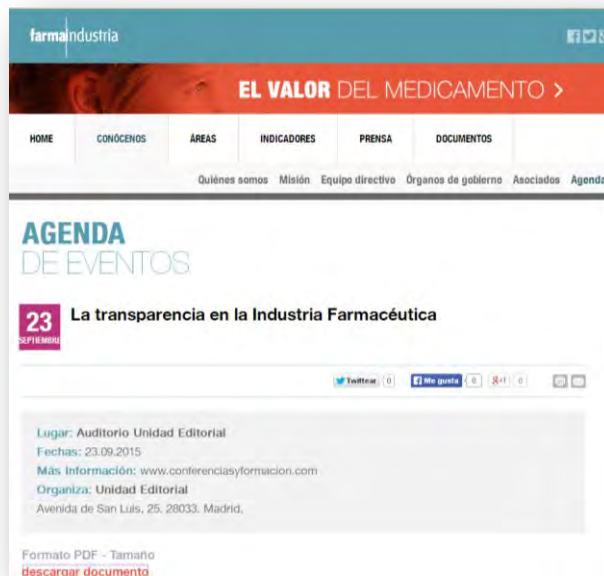 farmaindustria
EL VALOR DEL MEDICAMENTO >
HOME CONÓCENOS ÁREAS INDICADORES PRENSA DOCUMENTOS
Quiénes somos Misión Equipo directivo Órganos de gobierno Asociados Agenda
AGENDA
DE EVENTOS
23
SEPTIEMBRE
La transparencia en la Industria Farmacéutica
Twittear 0 Me gusta 0 g+1 0
Lugar: Auditorio Unidad Editorial
Fechas: 23.09.2015
Más Información: www.conferenciasyformacion.com
Organiza: Unidad Editorial
Avenida de San Luis, 25. 28033. Madrid.
Formato PDF - Tamaño
descargar documento